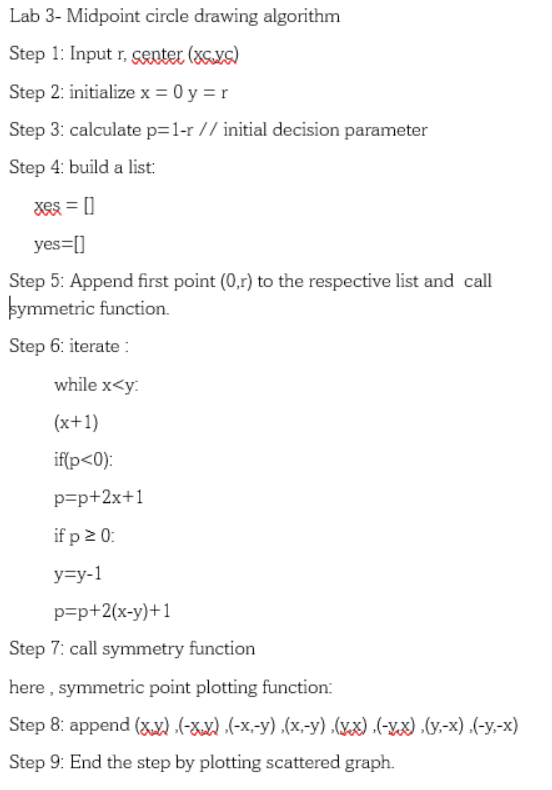 Lab 3- Midpoint circle drawing algorithm
Step 1: Input r, center (xc,yc)
Step 2: initialize x = 0 y = r
Step 3: calculate p=1-r // initial decision parameter
Step 4: build a list:
xes = []
yes=[]
Step 5: Append first point (0,r) to the respective list and  call
symmetric function.
Step 6: iterate :
while x<y:
(x+1)
if(p<0):
p=p+2x+1
if p ≥ 0:
y=y-1
p=p+2(x-y)+1
Step 7: call symmetry function
here , symmetric point plotting function:
Step 8: append (x,y) ,(-x,y) ,(-x,-y) ,(x,-y) ,(y,x) ,(-y,x) ,(y,-x) ,(-y,-x)
Step 9: End the step by plotting scattered graph.